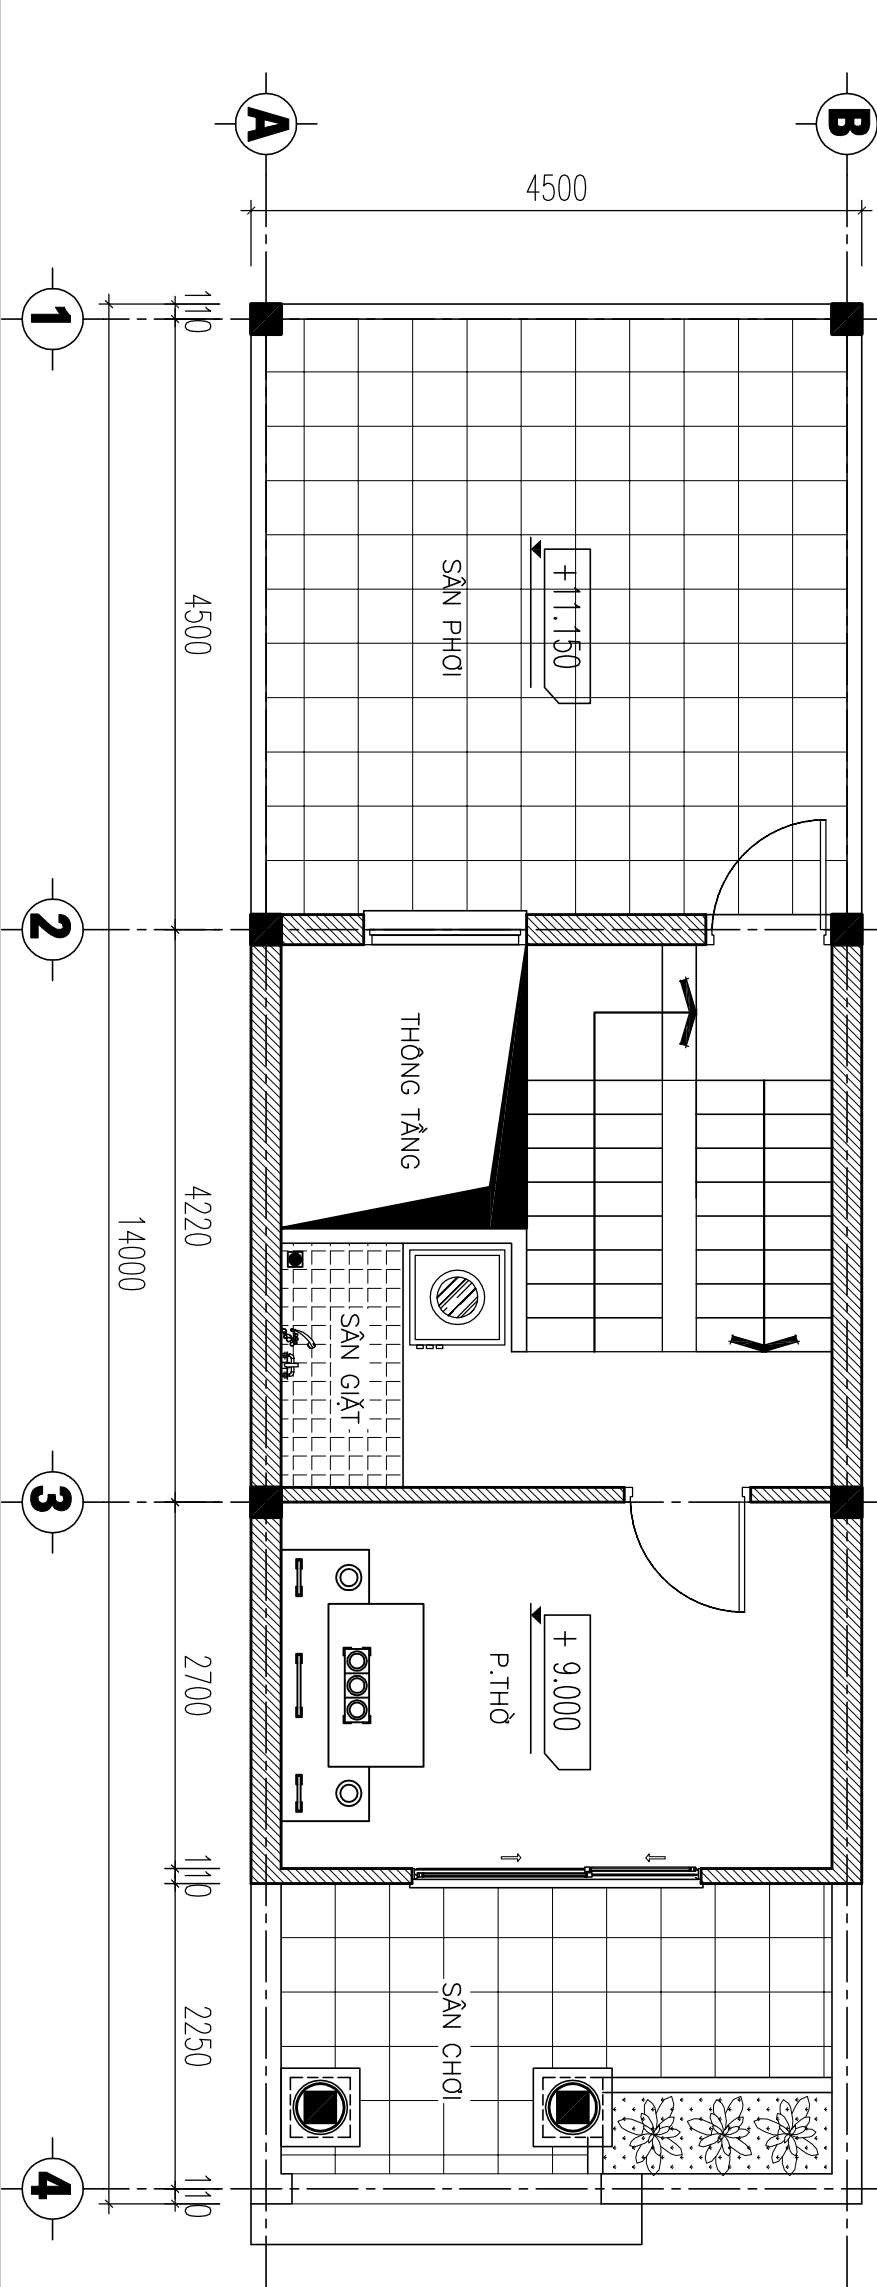 A
B
4500
1
2
3
4
110
4500
4220
2700
110
2250
110
14000
+11.150
SÂN PHƠI
THÔNG TẦNG
SÂN GIẶT
+ 9.000
P.THỜ
SÂN CHƠI